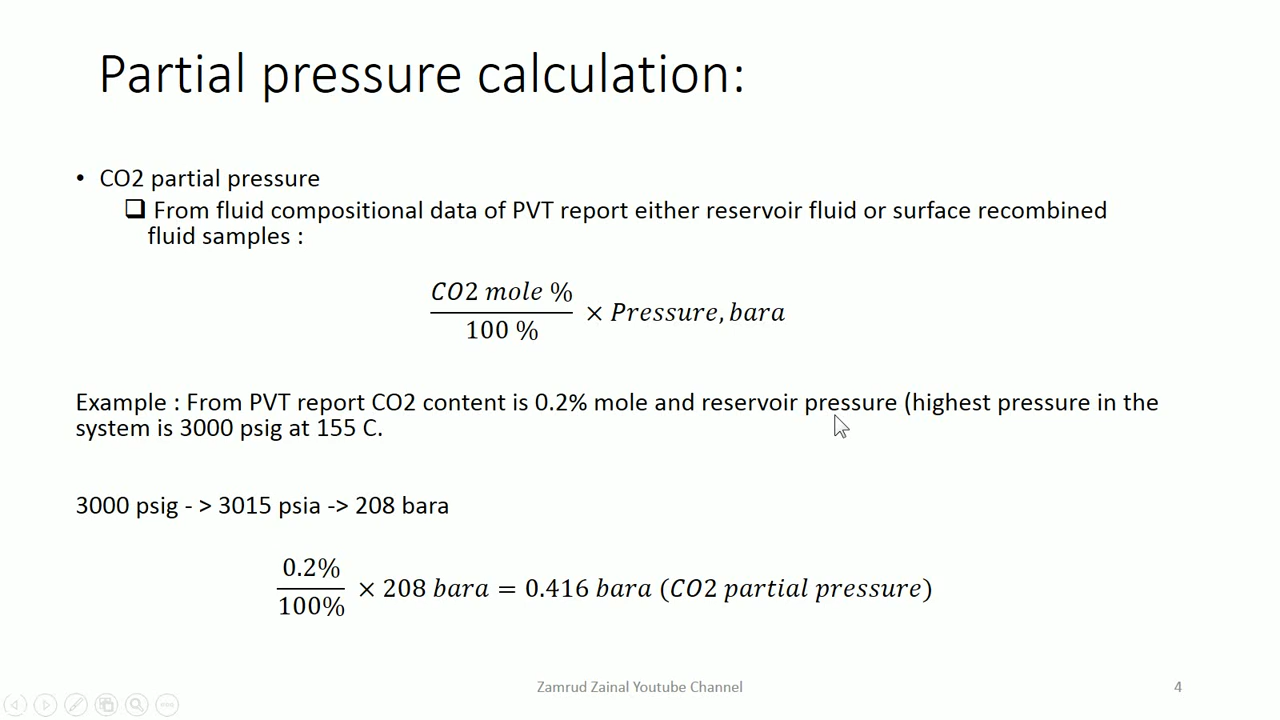 Partial pressure calculation:
• CO2 partial pressure
❑ From fluid compositional data of PVT report either reservoir fluid or surface recombined
fluid samples :
CO2 mole %
100 %
× Pressure, bara
Example : From PVT report CO2 content is 0.2% mole and reservoir pressure (highest pressure in the
system is 3000 psig at 155 C.
3000 psig - > 3015 psia -> 208 bara
0.2%
100%
× 208 bara = 0.416 bara (CO2 partial pressure)
Zamrud Zainal Youtube Channel
4